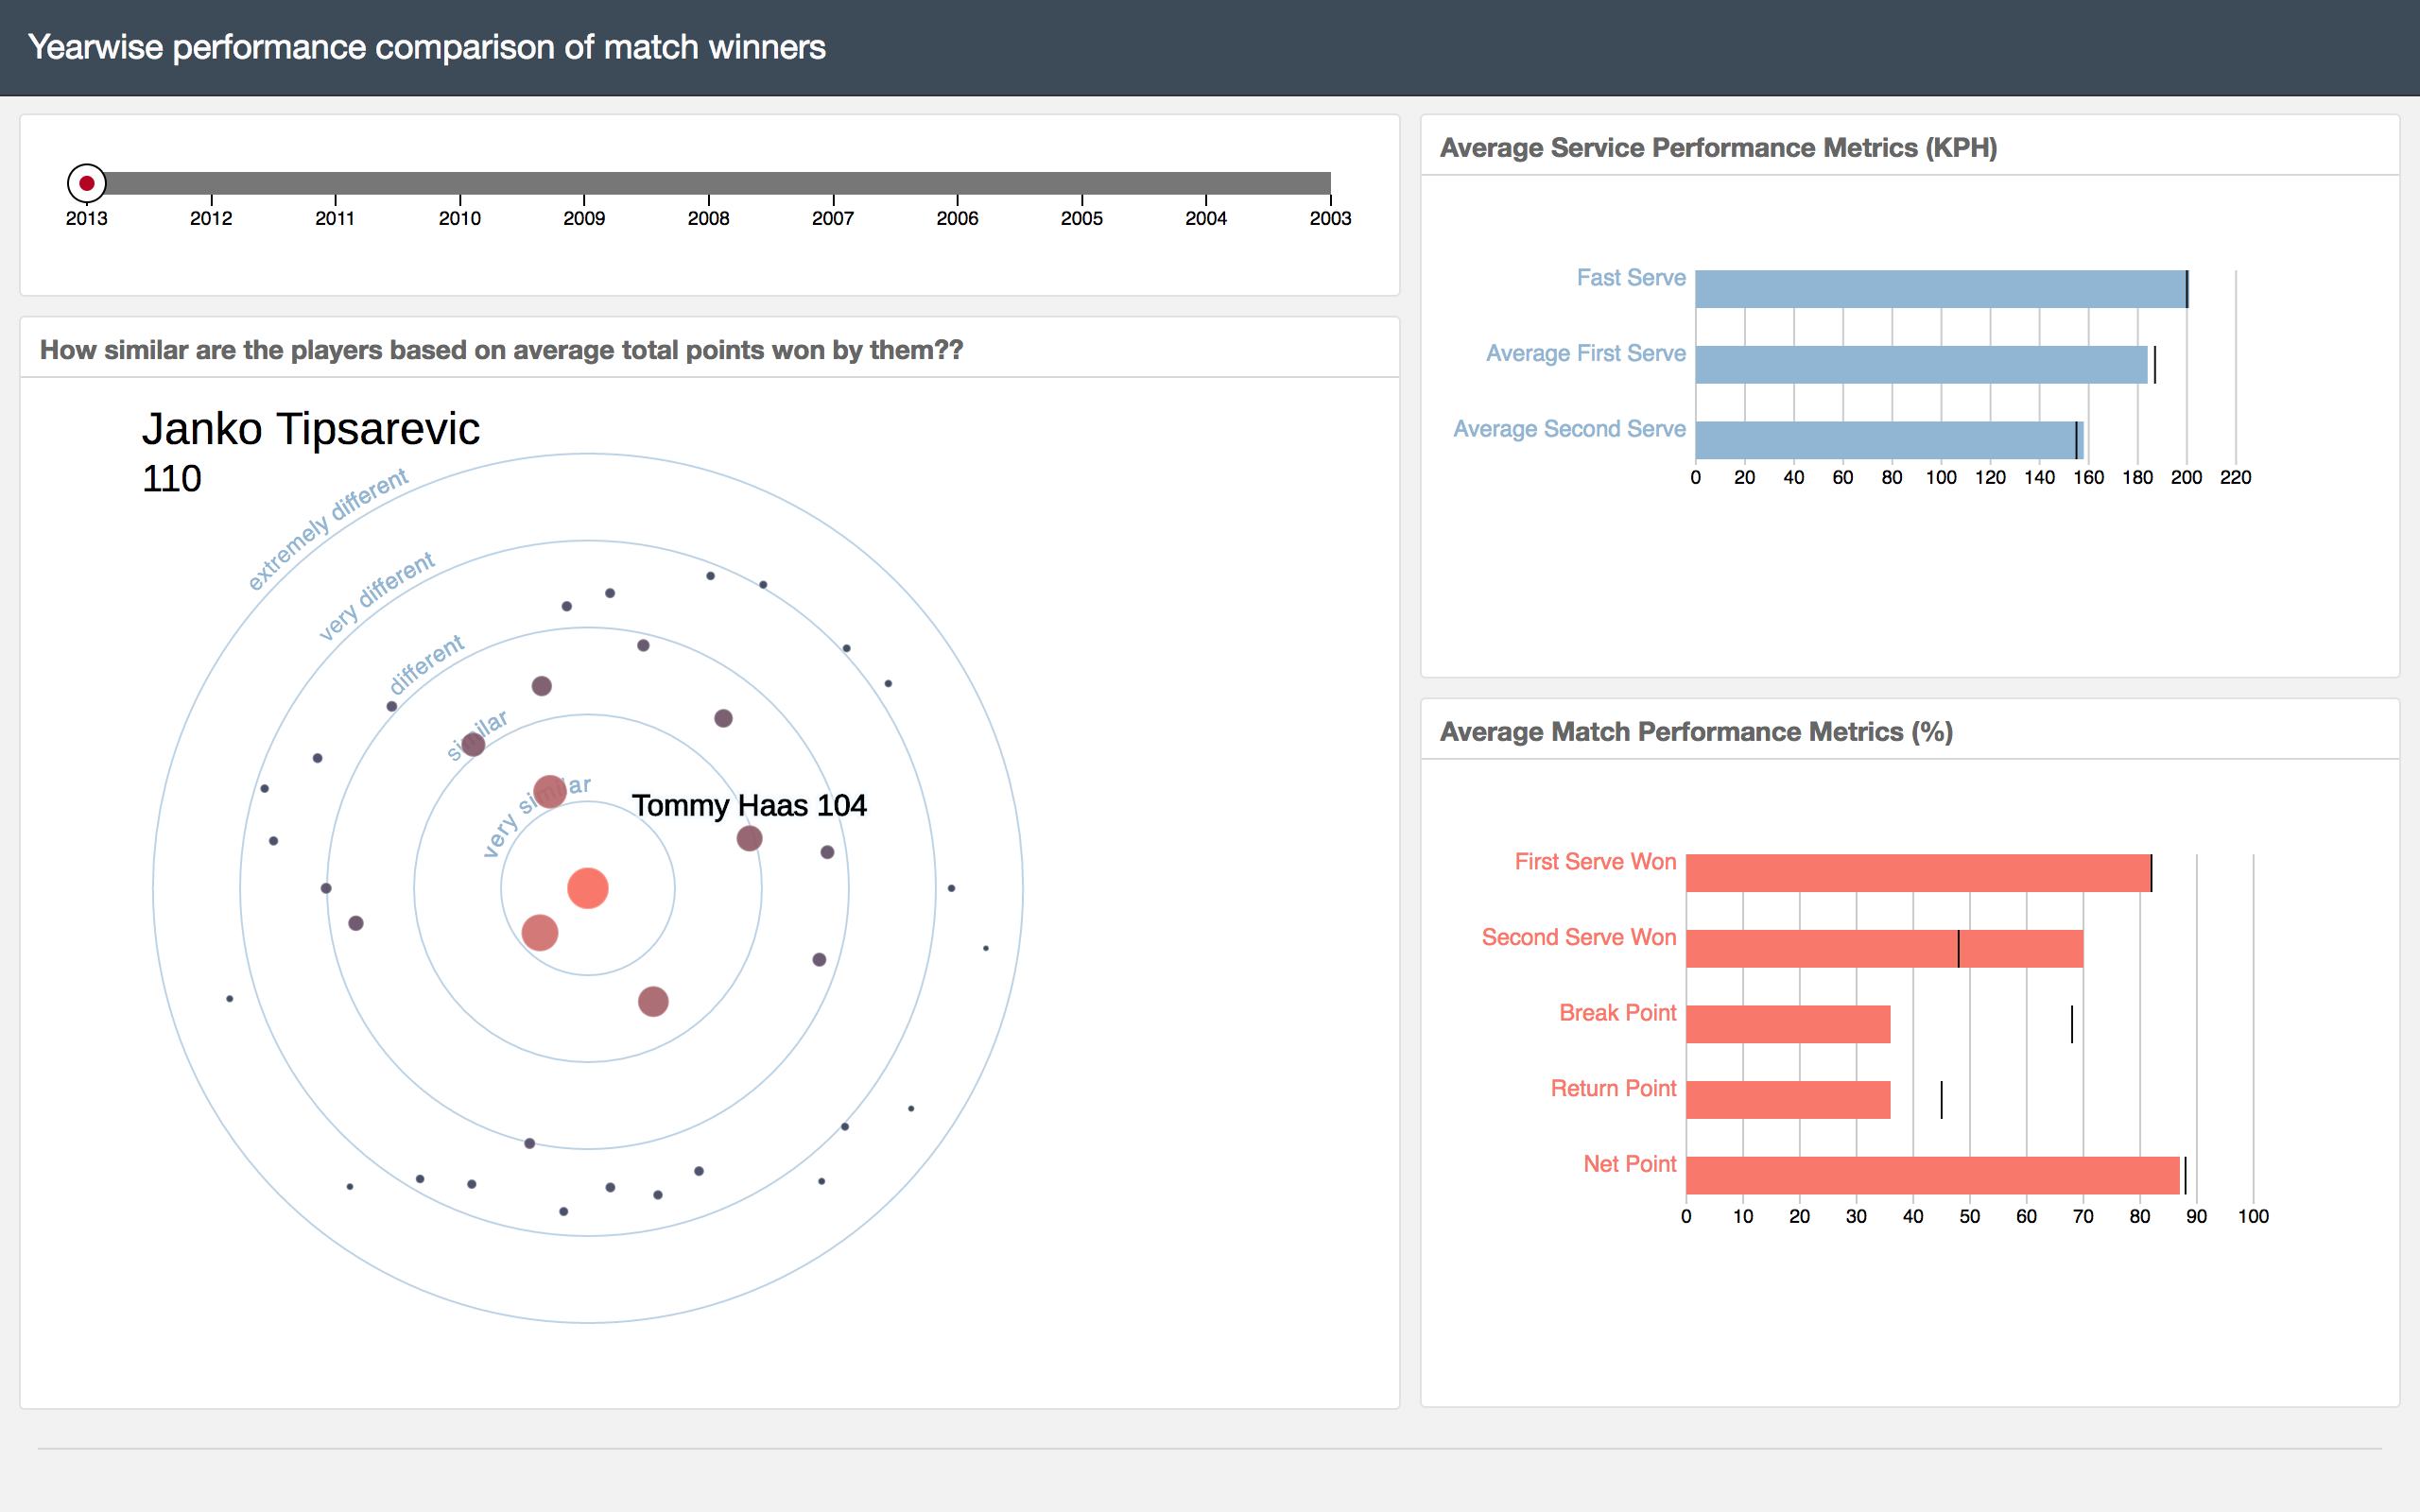 Yearwise performance comparison of match winners
2013 2012 2011 2010 2009 2008 2007 2006 2005 2004 2003
How similar are the players based on average total points won by them??
Janko Tipsarevic
110
extremely different
very different
different
similar
very similar
Tommy Haas 104
Average Service Performance Metrics (KPH)
Fast Serve
Average First Serve
Average Second Serve
0 20 40 60 80 100 120 140 160 180 200 220
Average Match Performance Metrics (%)
First Serve Won
Second Serve Won
Break Point
Return Point
Net Point
0 10 20 30 40 50 60 70 80 90 100